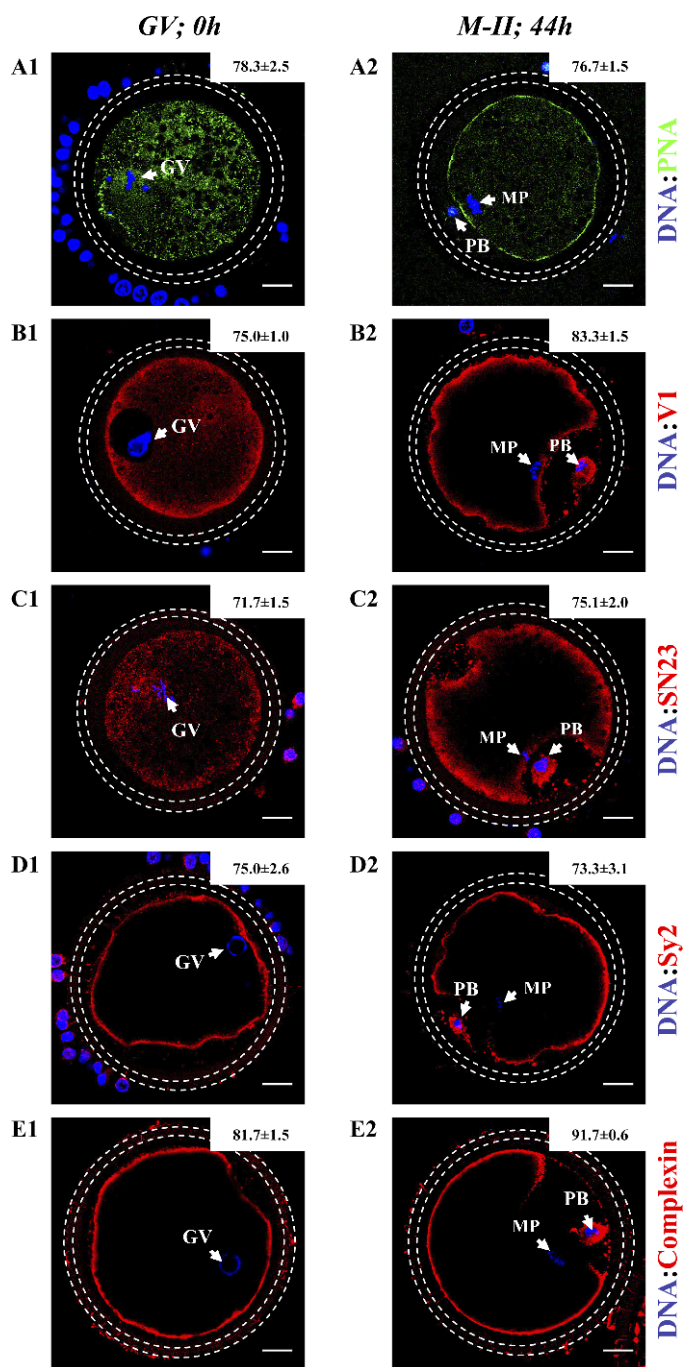 GV; 0h
M-II; 44h
A1
78.3±2.5
GV
A2
76.7±1.5
MP
PB
DNA:PNA
B1
75.0±1.0
GV
B2
83.3±1.5
MP
PB
DNA:V1
C1
71.7±1.5
GV
C2
75.1±2.0
MP
PB
DNA:SN23
D1
75.0±2.6
GV
D2
73.3±3.1
PB
MP
DNA:Sy2
E1
81.7±1.5
GV
E2
91.7±0.6
PB
MP
DNA:Complexin